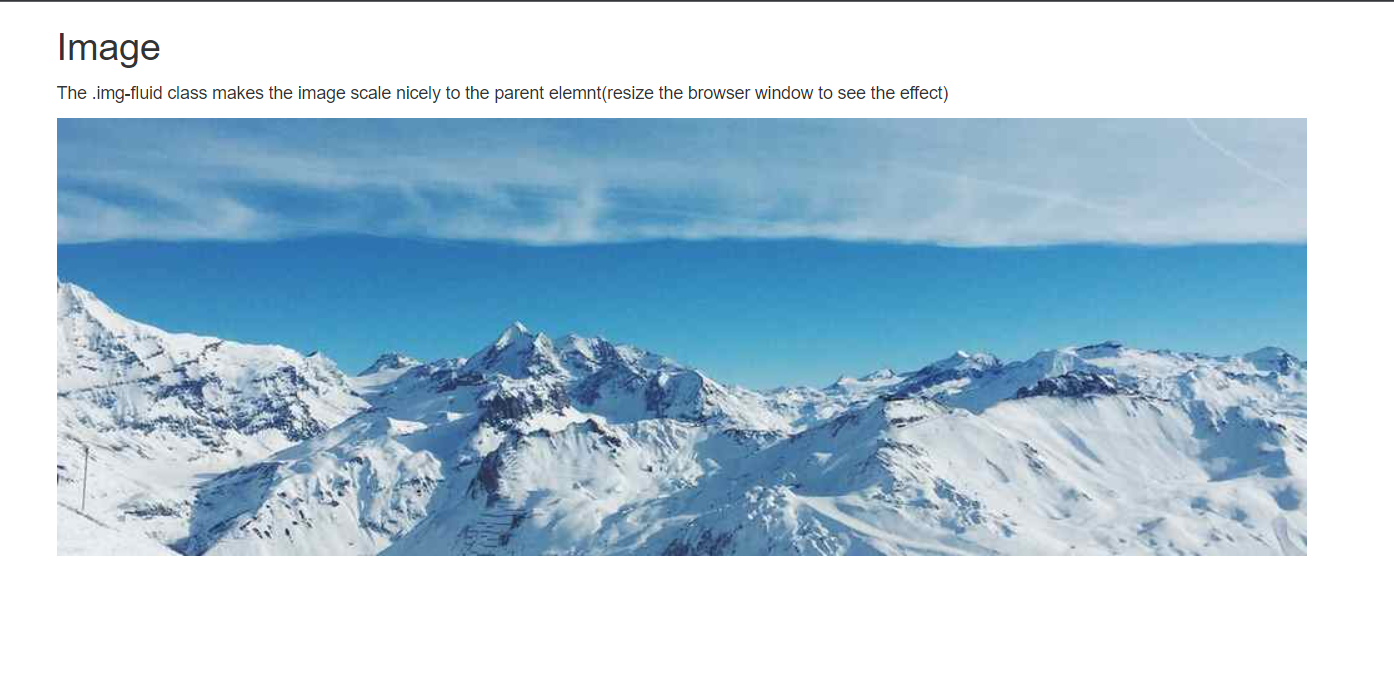 Image
The .img-fluid class makes the image scale nicely to the parent elemnt(resize the browser window to see the effect)